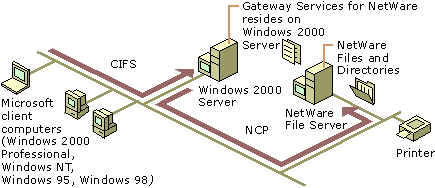 Gateway Services for NetWare
resides on
Windows 2000
Server
CIFS
NetWare
Files and
Directories
Microsoft
client
computers
(Windows 2000
Professional,
Windows NT,
Windows 95, Windows 98)
Windows 2000
Server
NCP
NetWare
File Server
Printer